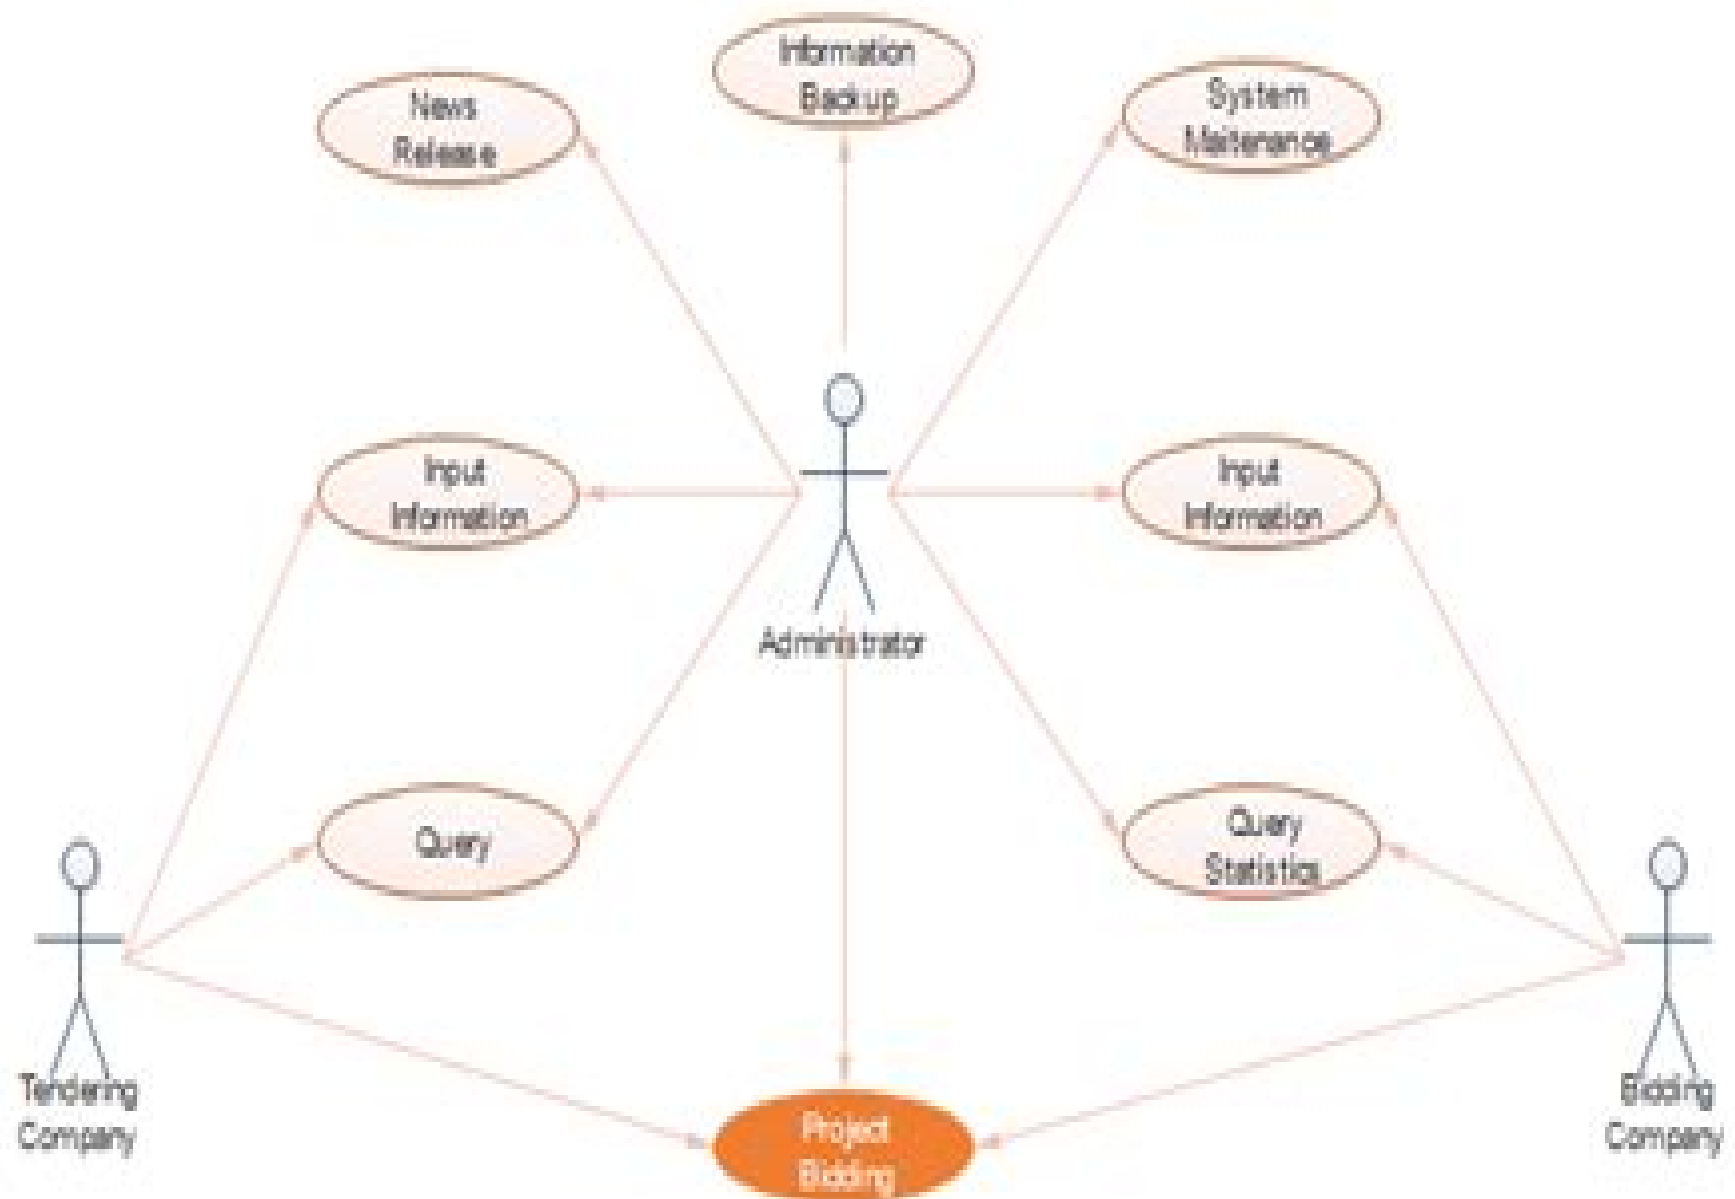 Information
Backup
News
Release
System
Maitenance
Input
Information
Input
Information
Administrator
Query
Query
Statistics
Tendering
Company
Bidding
Company
Project
Bidding